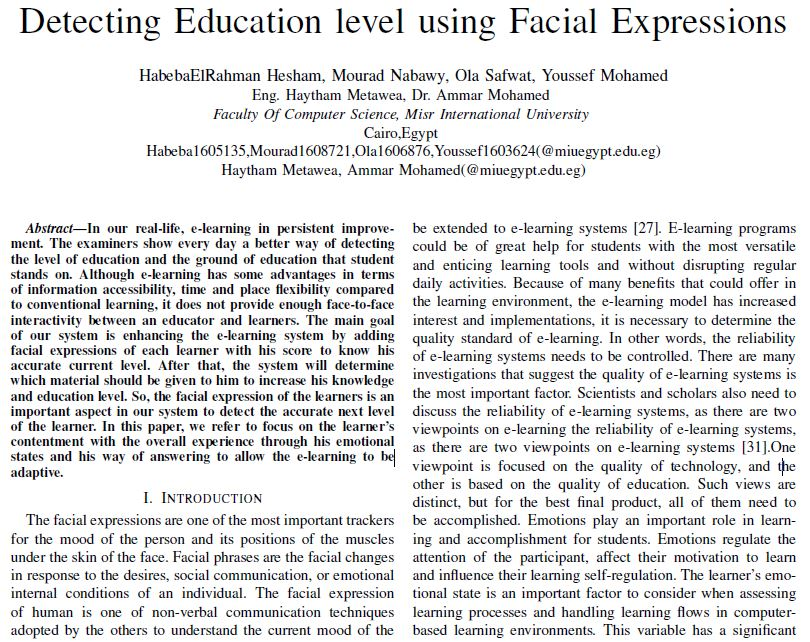 Detecting Education level using Facial Expressions
HabebaElRahman Hesham, Mourad Nabawy, Ola Safwat, Youssef Mohamed
Eng. Haytham Metawea, Dr. Ammar Mohamed
Faculty Of Computer Science, Misr International University
Cairo,Egypt
Habeba1605135,Mourad1608721,Ola1606876,Youssef1603624(@miuegypt.edu.eg)
Haytham Metawea, Ammar Mohamed(@miuegypt.edu.eg)
Abstract—In our real-life, e-learning in persistent improve-
ment. The examiners show every day a better way of detecting
the level of education and the ground of education that student
stands on. Although e-learning has some advantages in terms
of information accessibility, time and place flexibility compared
to conventional learning, it does not provide enough face-to-face
interactivity between an educator and learners. The main goal
of our system is enhancing the e-learning system by adding
facial expressions of each learner with his score to know his
accurate current level. After that, the system will determine
which material should be given to him to increase his knowledge
and education level. So, the facial expression of the learners is an
important aspect in our system to detect the accurate next level
of the learner. In this paper, we refer to focus on the learner's
contentment with the overall experience through his emotional
states and his way of answering to allow the e-learning to be
adaptive.
I. INTRODUCTION
The facial expressions are one of the most important trackers
for the mood of the person and its positions of the muscles
under the skin of the face. Facial phrases are the facial changes
in response to the desires, social communication, or emotional
internal conditions of an individual. The facial expression
of human is one of non-verbal communication techniques
adopted by the others to understand the current mood of the
be extended to e-learning systems [27]. E-learning programs
could be of great help for students with the most versatile
and enticing learning tools and without disrupting regular
daily activities. Because of many benefits that could offer in
the learning environment, the e-learning model has increased
interest and implementations, it is necessary to determine the
quality standard of e-learning. In other words, the reliability
of e-learning systems needs to be controlled. There are many
investigations that suggest the quality of e-learning systems is
the most important factor. Scientists and scholars also need to
discuss the reliability of e-learning systems, as there are two
viewpoints on e-learning the reliability of e-learning systems,
as there are two viewpoints on e-learning systems [31].One
viewpoint is focused on the quality of technology, and the
other is based on the quality of education. Such views are
distinct, but for the best final product, all of them need to
be accomplished. Emotions play an important role in learn-
ing and accomplishment for students. Emotions regulate the
attention of the participant, affect their motivation to learn
and influence their learning self-regulation. The learner's emo-
tional state is an important factor to consider when assessing
learning processes and handling learning flows in computer-
based learning environments. This variable has a significant